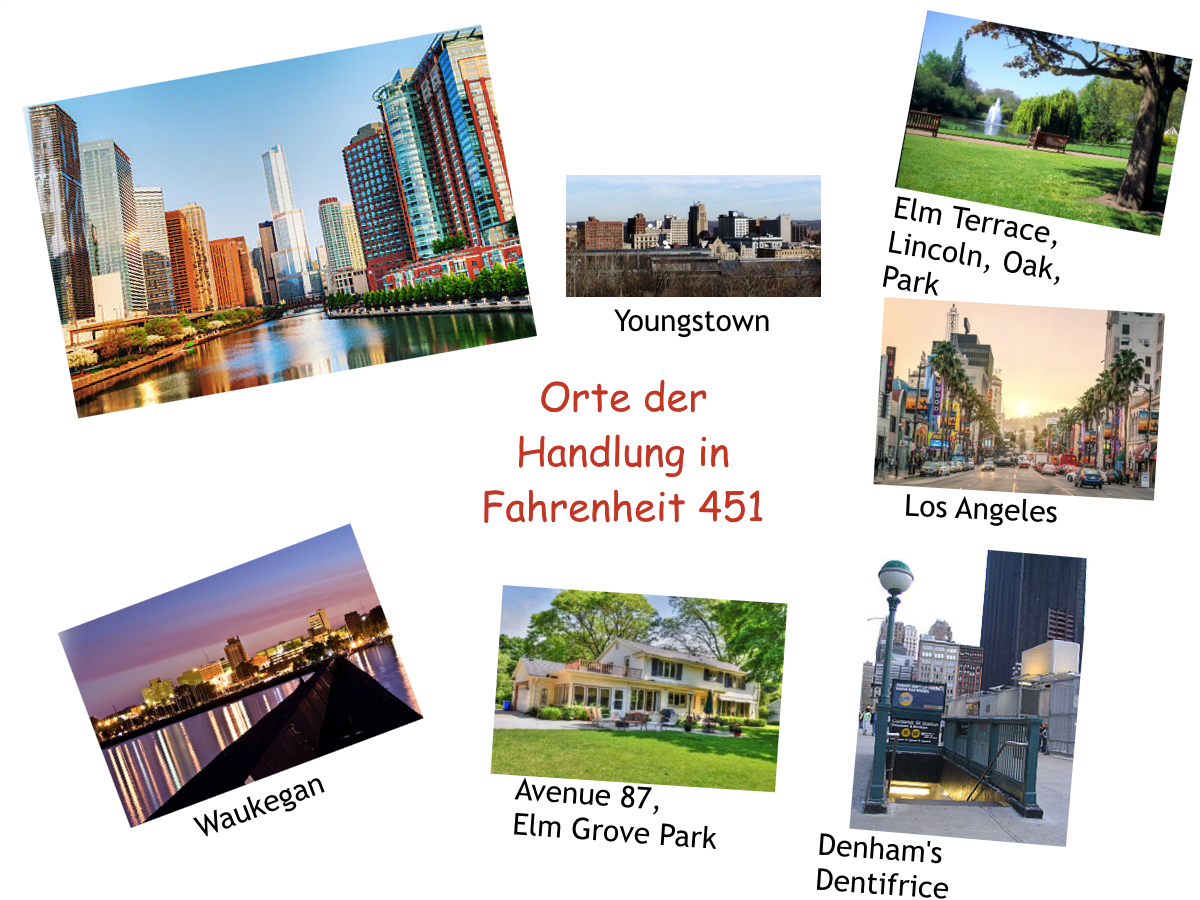 Elm Terrace,
Lincoln, Oak,
Park
Youngstown
Orte der
Handlung in
Fahrenheit 451
Los Angeles
Waukegan
Avenue 87,
Elm Grove Park
Denham's
Dentifrice